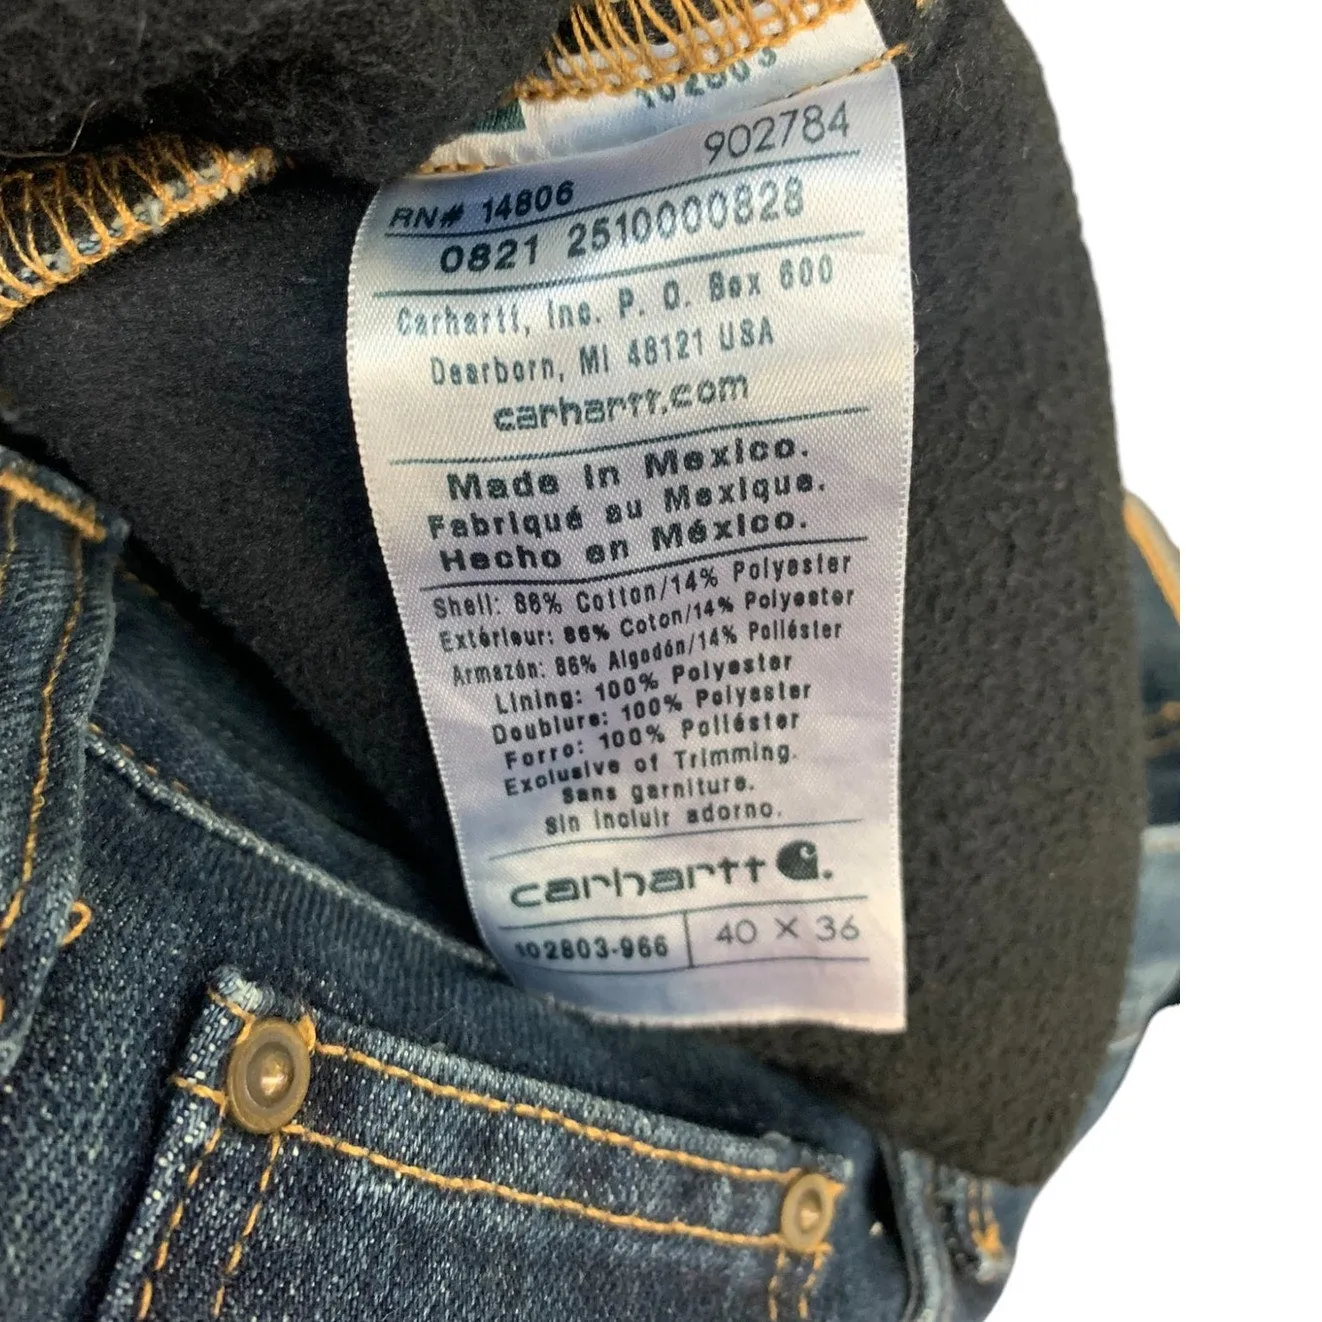 102803
902784
RN# 14806
0821 2510000828
Carhartt, Inc. P. O. Box 600
Dearborn, MI 48121 USA
carhartt.com
Made in Mexico.
Fabriqué au Mexique.
Hecho en México.
Shell: 86% Cotton/14% Polyester
Extérieur: 86% Coton/14% Polyester
Armazón: 86% Algodón/14% Poliéster
Lining: 100% Polyester
Doublure: 100% Polyester
Forro: 100% Poliéster
Exclusive of Trimming.
Sans garniture.
Sin incluir adorno.
carhartt
102803-966 40 X 36